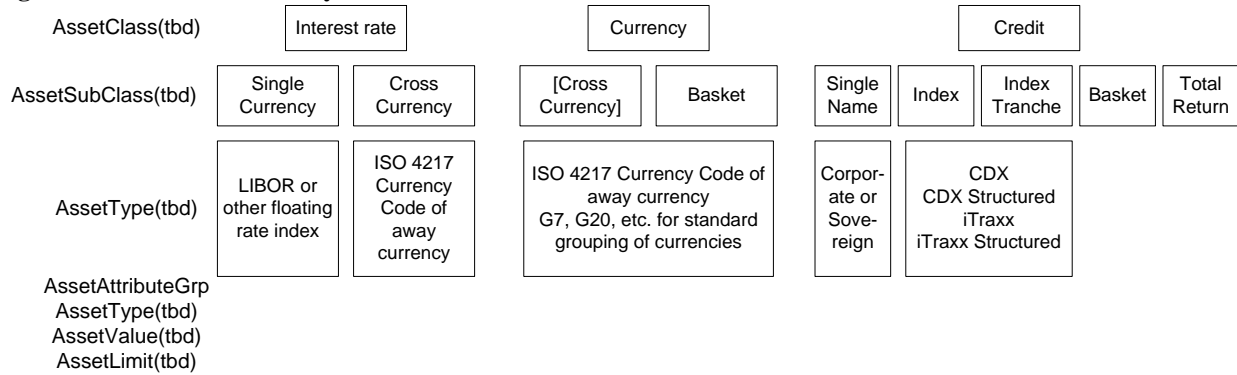 AssetClass(tbd)
Interest rate
Currency
Credit
AssetSubClass(tbd)
Single
Currency
Cross
Currency
[Cross
Currency]
Basket
Single
Name
Index
Index
Tranche
Basket
Total
Return
AssetType(tbd)
LIBOR or
other floating
rate index
ISO 4217
Currency
Code of
away
currency
ISO 4217 Currency Code of
away currency
G7, G20, etc. for standard
grouping of currencies
Corpor-
ate or
Sove-
reign
CDX
CDX Structured
iTraxx
iTraxx Structured
AssetAttributeGrp
AssetType(tbd)
AssetValue(tbd)
AssetLimit(tbd)